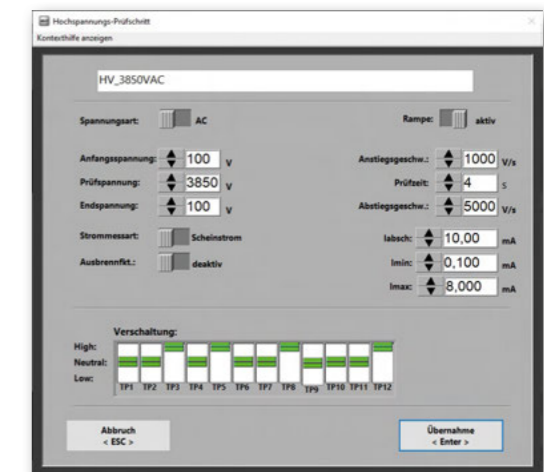 Hochspannungs-Prüfschritt
Kontexthilfe anzeigen
HV_3850VAC
Spannungsart: AC Rampe: aktiv
Anfangsspannung: 100 V Anstiegsgeschw.: 1000 V/s
Prüfspannung: 3850 V Prüfzeit: 4 s
Endspannung: 100 V Abstiegsgeschw.: 5000 V/s
Strommessart: Scheinstrom Iabsch: 10,00 mA
Ausbrennfkt.: deaktiv Imin: 0,100 mA
Imax: 8,000 mA
Verschaltung:
High:
Neutral:
Low:
TP1 TP2 TP3 TP4 TP5 TP6 TP7 TP8 TP9 TP10 TP11 TP12
Abbruch Übernahme
< ESC > < Enter >